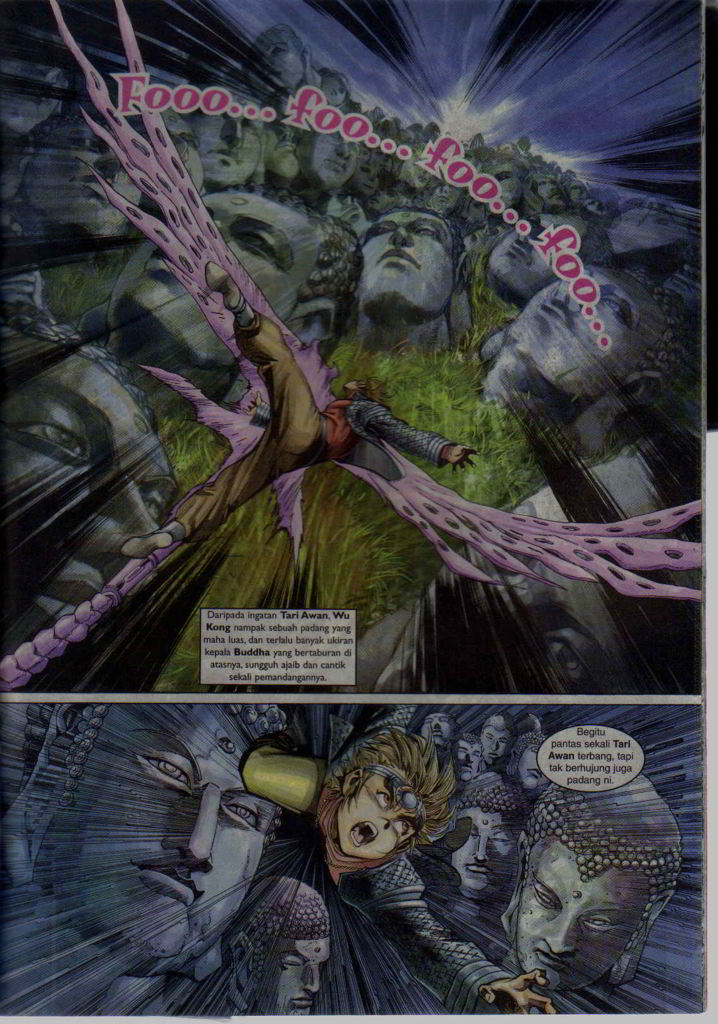 Fooo... foo... foo... foo...
Daripada ingatan Tari Awan, Wu
Kong nampak sebuah padang yang
maha luas, dan terlalu banyak ukiran
kepala Buddha yang bertaburan di
atasnya, sungguh ajaib dan cantik
sekali pemandangannya.
Begitu
pantas sekali Tari
Awan terbang, tapi
tak berhujung juga
padang ni.